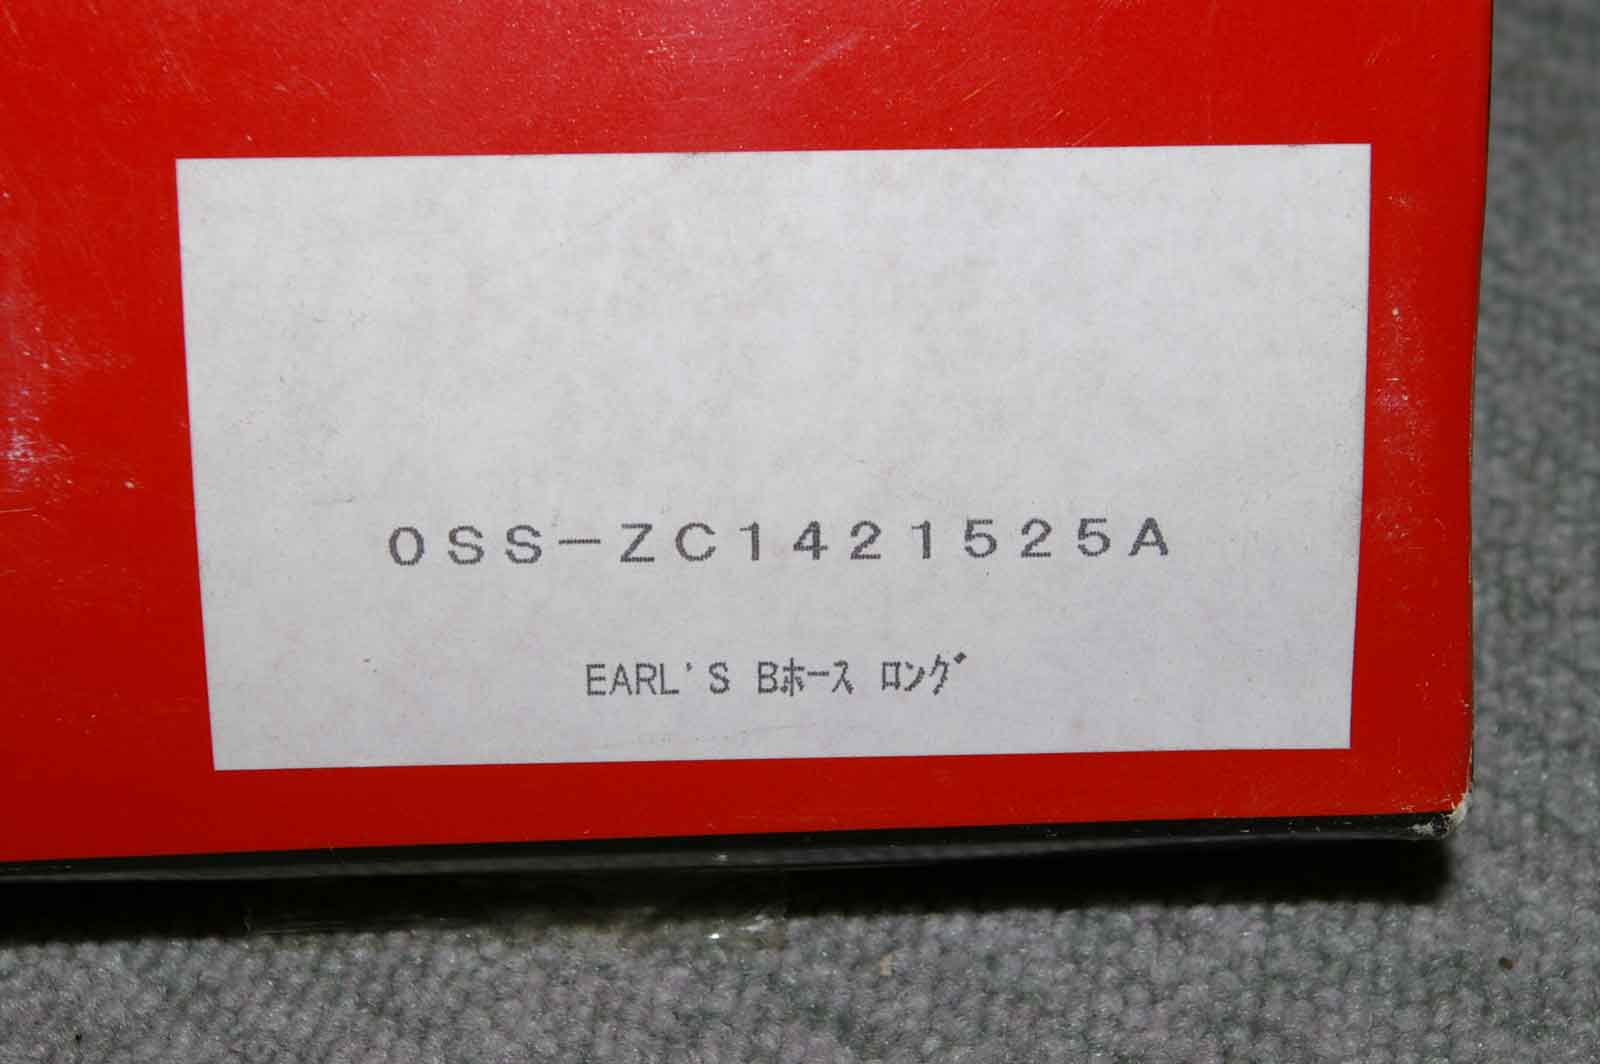 0SS-ZC1421525A
EARL'S Bﾎｰｽ ﾛﾝｸﾞ